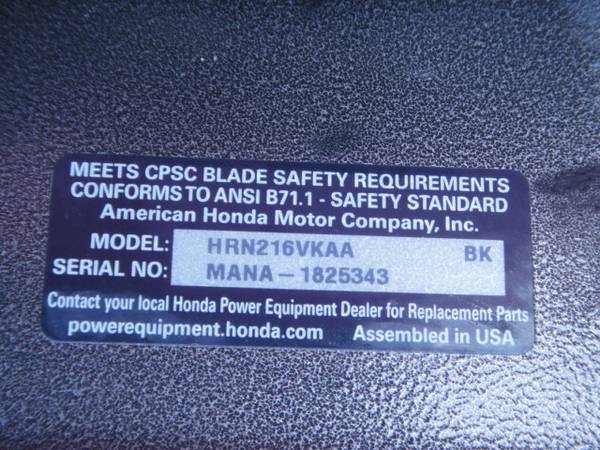 MEETS CPSC BLADE SAFETY REQUIREMENTS
CONFORMS TO ANSI B71.1 - SAFETY STANDARD
American Honda Motor Company, Inc.
MODEL: HRN216VKAA BK
SERIAL NO: MANA - 1825343
Contact your local Honda Power Equipment Dealer for Replacement Parts
powerequipment.honda.com Assembled in USA